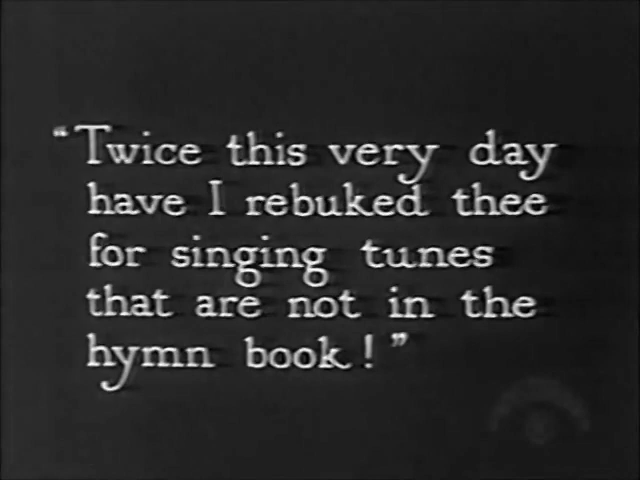 “Twice this very day
have I rebuked thee
for singing tunes
that are not in the
hymn book!”